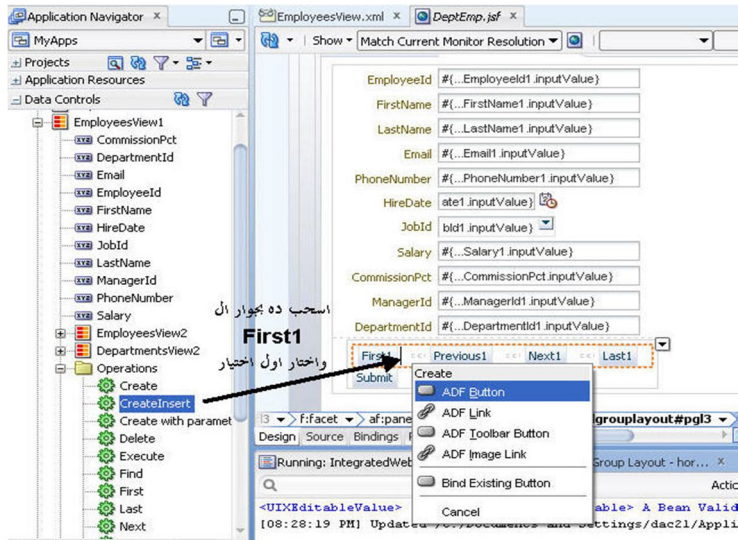 Application Navigator
MyApps
Projects
Application Resources
Data Controls
EmployeesView1
CommissionPct
DepartmentId
Email
EmployeeId
FirstName
HireDate
JobId
LastName
ManagerId
PhoneNumber
Salary
EmployeesView2
DepartmentsView2
Operations
Create
CreateInsert
Create with paramet
Delete
Execute
Find
First
Last
Next
اسحب ده بجوار ال
First1
واختار اول اختيار
EmployeesView.xml
DeptEmp.jsf
Show Match Current Monitor Resolution
EmployeeId #{...EmployeeId1.inputValue}
FirstName #{...FirstName1.inputValue}
LastName #{...LastName1.inputValue}
Email #{...Email1.inputValue}
PhoneNumber #{...PhoneNumber1.inputValue}
HireDate ate1.inputValue}
JobId bId1.inputValue}
Salary #{...Salary1.inputValue}
CommissionPct #{...CommissionPct.inputValue}
ManagerId #{...ManagerId1.inputValue}
DepartmentId #{...DepartmentId1.inputValue}
First1 Previous1 Next1 Last1
Submit
Create
ADF Button
ADF Link
ADF Toolbar Button
ADF Image Link
Bind Existing Button
Cancel
f:facet af:pane lgrouplayout#pgl3
Design Source Bindings
Running: IntegratedWeb Group Layout - hor...
Actio
<UIXEditableValue> able> A Bean Valid
[08:28:19 PM] Updated /C:/Documents and Settings/dac21/Appli